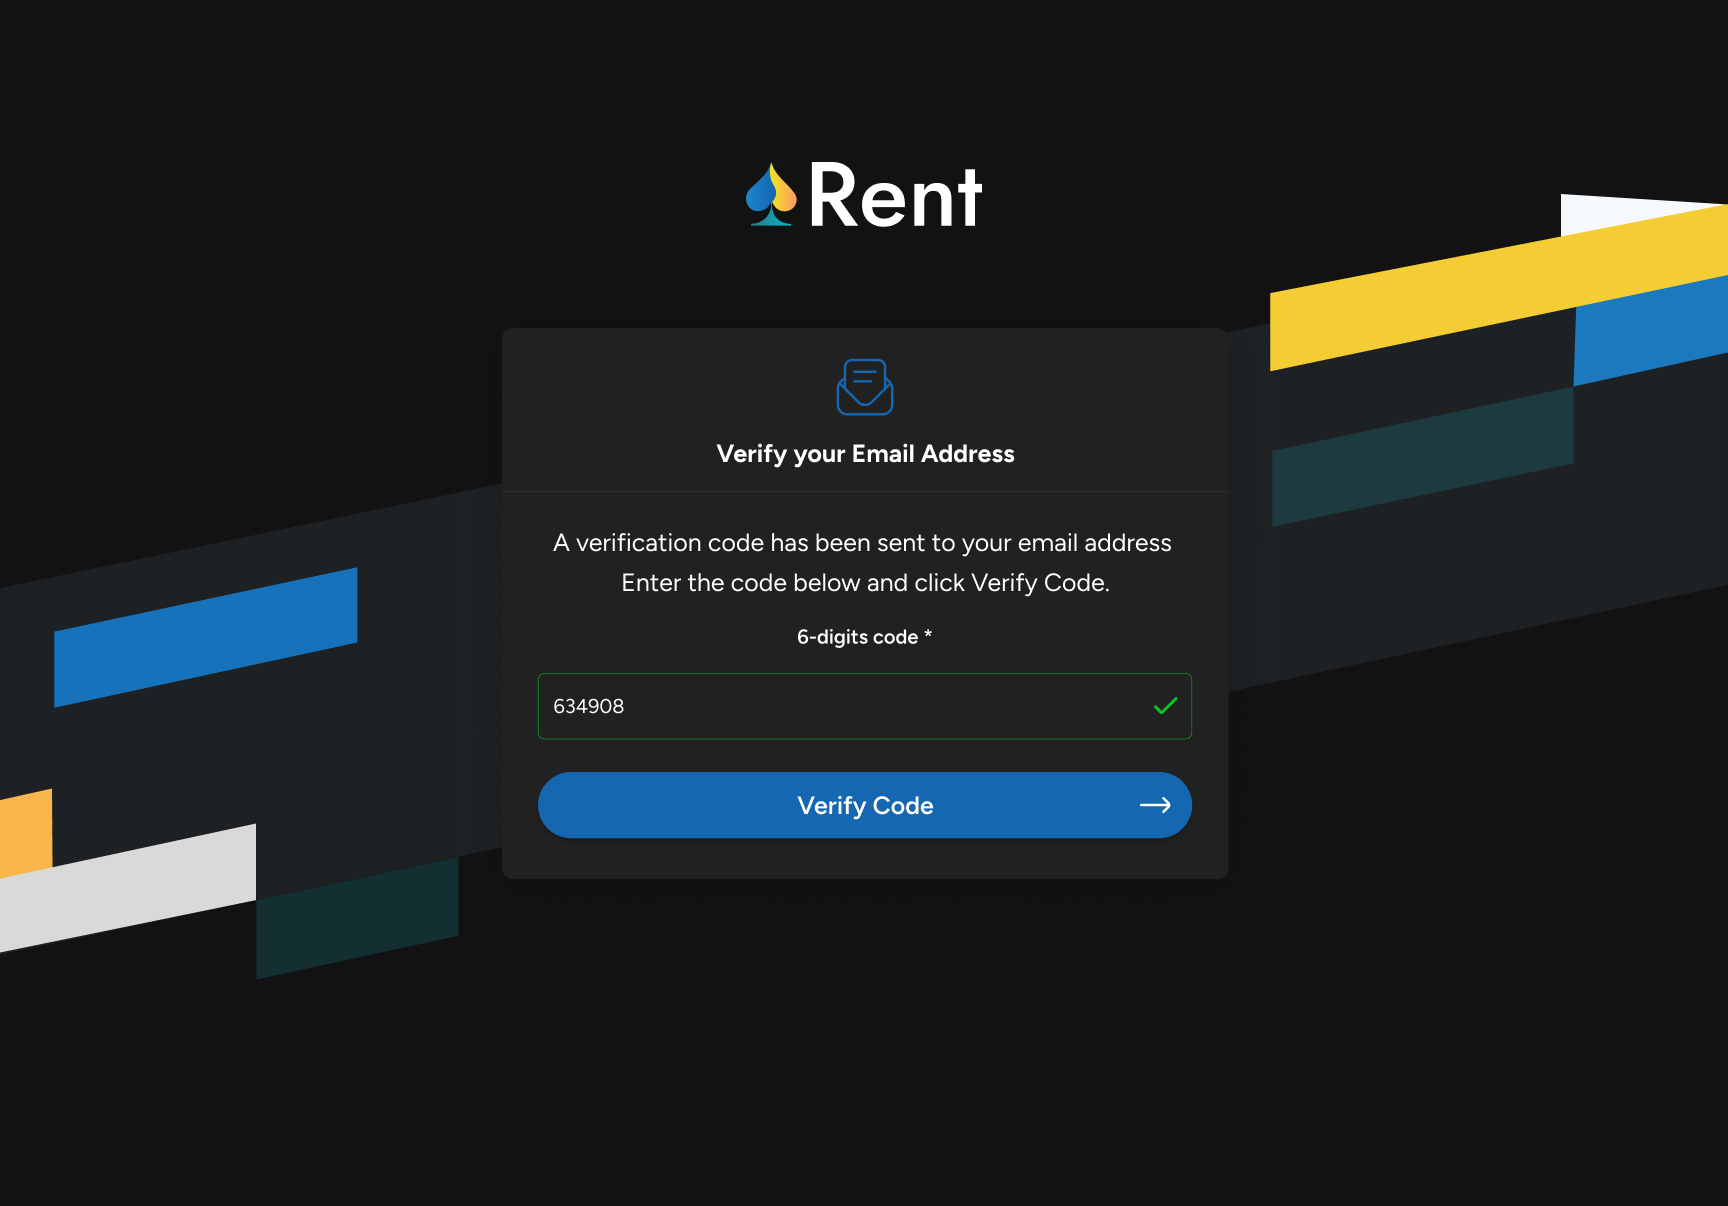 Rent
Verify your Email Address
A verification code has been sent to your email address
Enter the code below and click Verify Code.
6-digits code *
634908
Verify Code